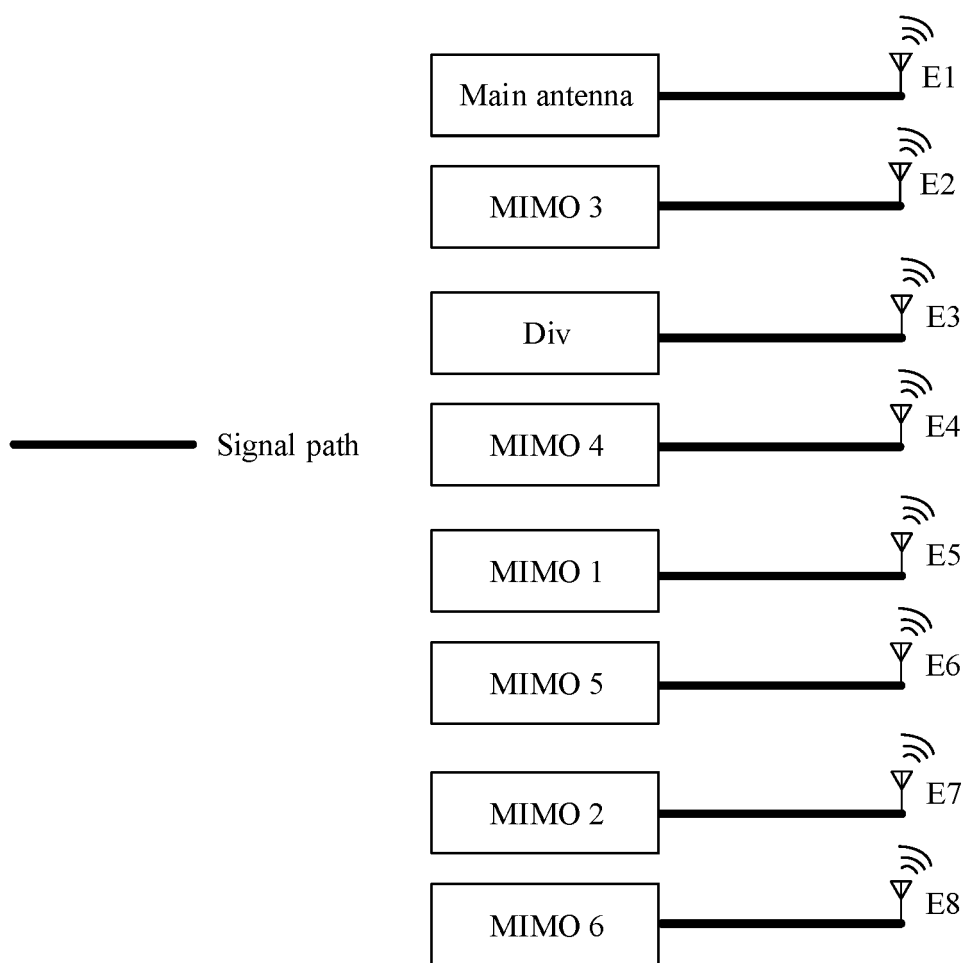 Main antenna
E1
MIMO 3
E2
Div
E3
MIMO 4
E4
Signal path
MIMO 1
E5
MIMO 5
E6
MIMO 2
E7
MIMO 6
E8